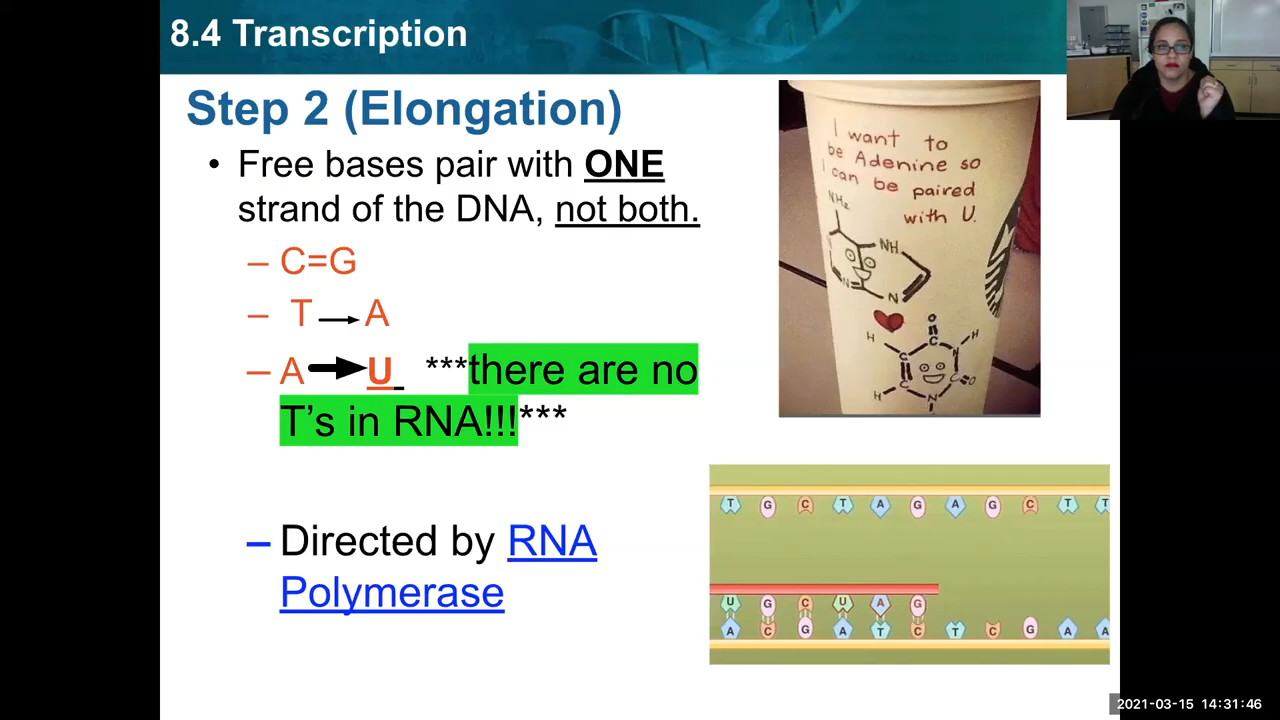 8.4 Transcription
Step 2 (Elongation)
• Free bases pair with ONE
strand of the DNA, not both.
– C=G
– T → A
– A → U ***there are no
T’s in RNA!!!***
– Directed by RNA
Polymerase
I want to
be Adenine so
I can be paired
with U.
NH₂
NH
N
N
O
H
C
H
C
C
C
O
H
N
T G C T A G A G C T T
U G C U A G
A C G A T C T C G A A
2021-03-15 14:31:46